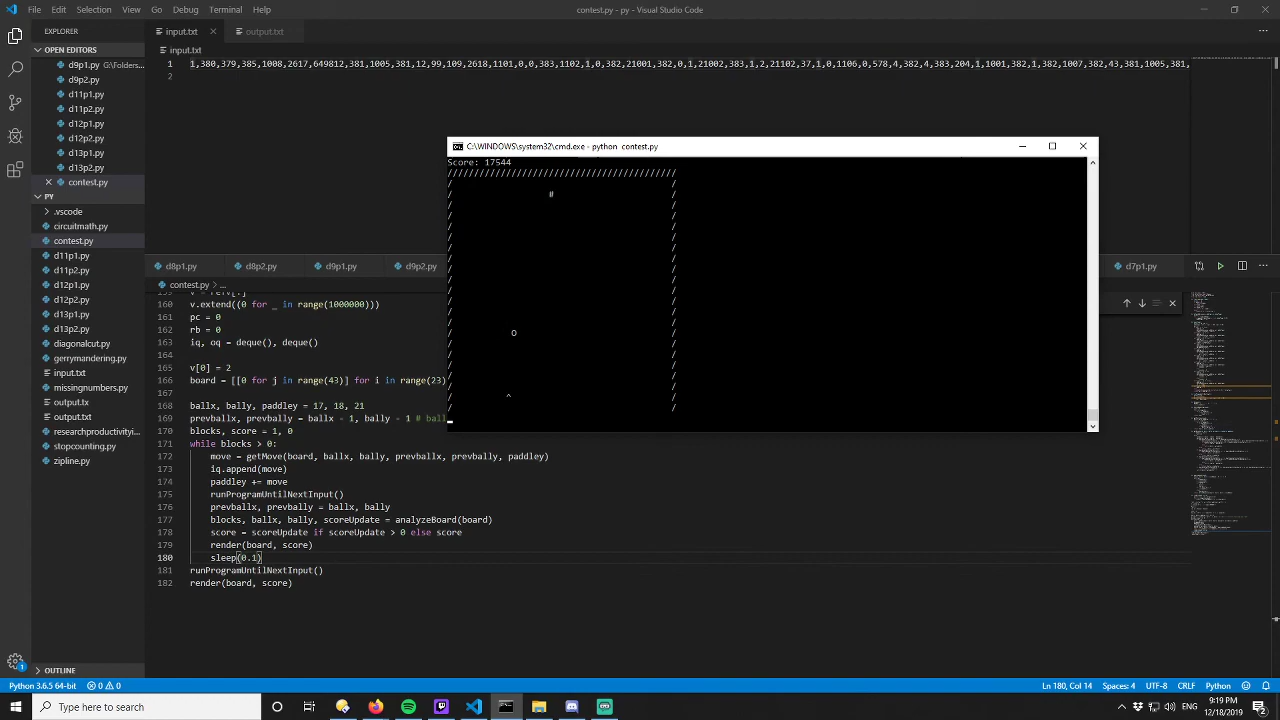 File Edit Selection View Go Debug Terminal Help
contest.py - py - Visual Studio Code
EXPLORER
OPEN EDITORS
d9p1.py G:\Folders...
d9p2.py
d11p1.py
d11p2.py
d12p1.py
d12p2.py
d13p1.py
d13p2.py
contest.py
PY
.vscode
circuitmath.py
contest.py
d11p1.py
d11p2.py
d12p1.py
d12p2.py
d13p1.py
d13p2.py
diagonalcut.py
gerrymandering.py
input.txt
missingnumbers.py
output.tx
output.txt
researchproductivityi...
stopcounting.py
zipline.py
OUTLINE
input.txt
output.txt
input.txt
1 1,380,379,385,1008,2617,649812,381,1005,381,12,99,109,2618,1101,0,0,383,1102,1,0,382,21001,382,0,1,21002,383,1,2,21102,37,1,0,1106,0,578,4,382,4,383,204,1,1001,382,1,382,1007,382,43,381,1005,381,
2
C:\WINDOWS\system32\cmd.exe - python contest.py
Score: 17544
///////////////////////////////////////////
/ /
/ # /
/ /
/ /
/ /
/ /
/ /
/ /
/ /
/ /
/ /
/ /
/ /
/ /
/ O /
/ /
/ /
/ /
/ /
/ /
/ ^ /
/ /
d8p1.py
d8p2.py
d9p1.py
d9p2.py
d7p1.py
contest.py
160 v.extend((0 for _ in range(1000000)))
161 pc = 0
162 rb = 0
163 iq, oq = deque(), deque()
164
165 v[0] = 2
166 board = [[0 for j in range(43)] for i in range(23)
167
168 ballx, bally, paddley = 17, 18, 21
169 prevballx, prevbally = ballx - 1, bally - 1 # ball
170 blocks, score = 1, 0
171 while blocks > 0:
172 move = getMove(board, ballx, bally, prevballx, prevbally, paddley)
173 iq.append(move)
174 paddley += move
175 runProgramUntilNextInput()
176 prevballx, prevbally = ballx, bally
177 blocks, ballx, bally, scoreUpdate = analyzeBoard(board)
178 score = scoreUpdate if scoreUpdate > 0 else score
179 render(board, score)
180 sleep(0.1)
181 runProgramUntilNextInput()
182 render(board, score)
Python 3.6.5 64-bit
0
0
Ln 180, Col 14
Spaces: 4
UTF-8
CRLF
Python
Type here to search
ENG
9:19 PM
12/18/2019